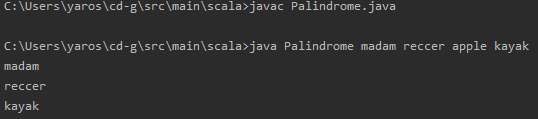 C:\Users\yaros\cd-g\src\main\scala>javac Palindrome.java
C:\Users\yaros\cd-g\src\main\scala>java Palindrome madam reccer apple kayak
madam
reccer
kayak